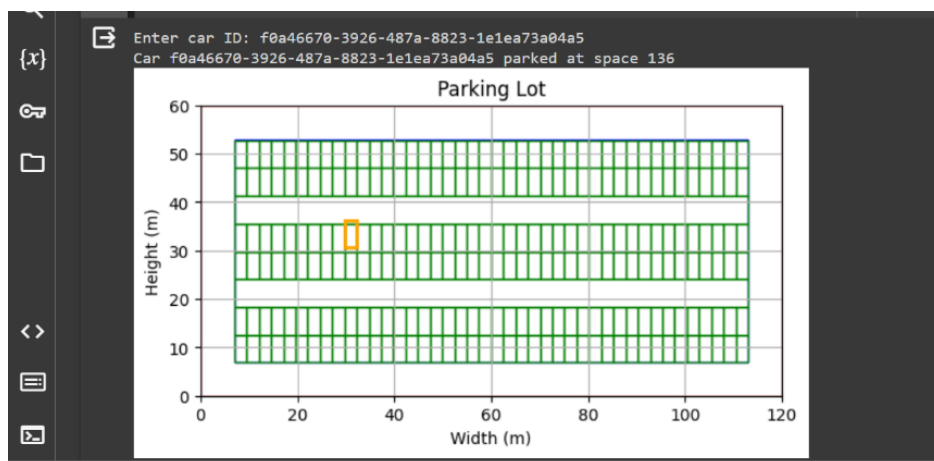 {x}
Enter car ID: f0a46670-3926-487a-8823-1e1ea73a04a5
Car f0a46670-3926-487a-8823-1e1ea73a04a5 parked at space 136
Parking Lot
60
50
40
30
20
10
0
Height (m)
0 20 40 60 80 100 120
Width (m)